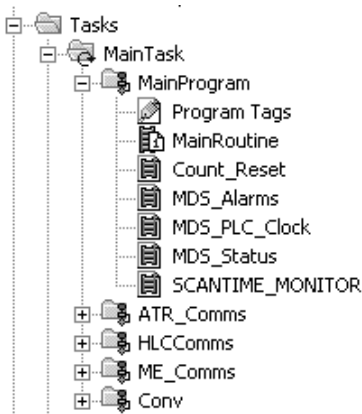 Tasks
MainTask
MainProgram
Program Tags
MainRoutine
Count_Reset
MDS_Alarms
MDS_PLC_Clock
MDS_Status
SCANTIME_MONITOR
ATR_Comms
HLCComms
ME_Comms
Conv